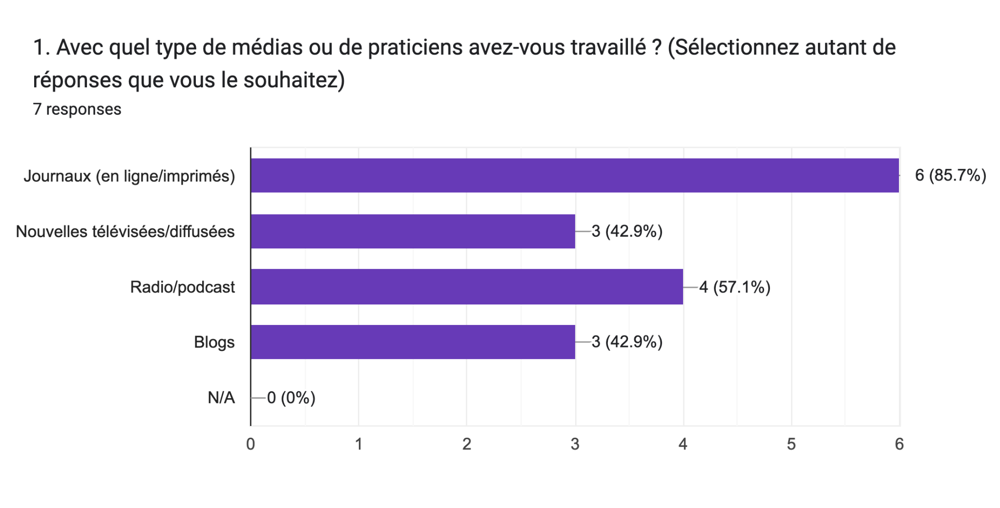 1. Avec quel type de médias ou de praticiens avez-vous travaillé ? (Sélectionnez autant de
réponses que vous le souhaitez)
7 responses
Journaux (en ligne/imprimés)
6 (85.7%)
Nouvelles télévisées/diffusées
3 (42.9%)
Radio/podcast
4 (57.1%)
Blogs
3 (42.9%)
N/A
0 (0%)
0 1 2 3 4 5 6